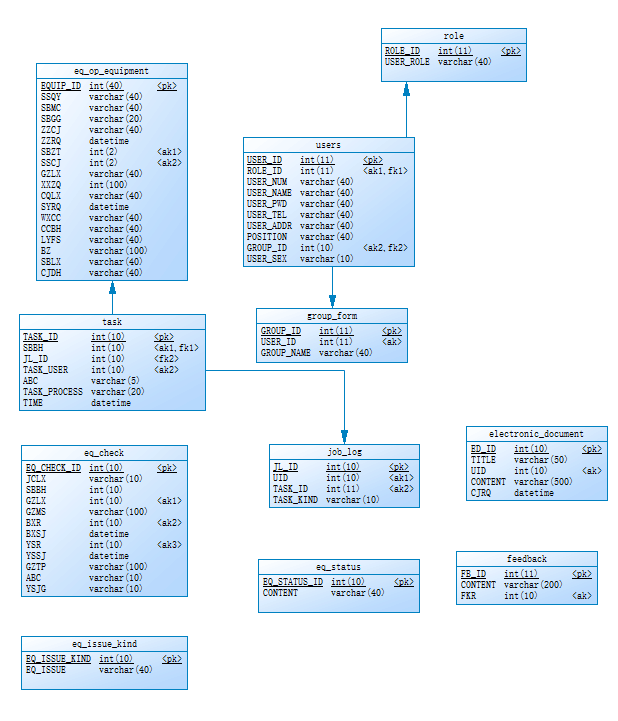 role
ROLE_ID int(11) <pk>
USER_ROLE varchar(40)
eq_op_equipment
EQUIP_ID int(40) <pk>
SSQY varchar(40)
SBMC varchar(40)
SBGG varchar(20)
ZZCJ varchar(40)
ZZRQ datetime
SBZT int(2) <ak1>
SSCJ int(2) <ak2>
GZLX varchar(40)
XXZQ int(100)
CQLX varchar(40)
SYRQ datetime
WXCC varchar(40)
CCBH varchar(40)
LYFS varchar(40)
BZ varchar(100)
SBLX varchar(40)
CJDH varchar(40)
users
USER_ID int(11) <pk>
ROLE_ID int(11) <ak1,fk1>
USER_NUM varchar(40)
USER_NAME varchar(40)
USER_PWD varchar(40)
USER_TEL varchar(40)
USER_ADDR varchar(40)
POSITION varchar(40)
GROUP_ID int(10) <ak2,fk2>
USER_SEX varchar(10)
group_form
GROUP_ID int(11) <pk>
USER_ID int(11) <ak>
GROUP_NAME varchar(40)
task
TASK_ID int(10) <pk>
SBBH int(10) <ak1,fk1>
JL_ID int(10) <fk2>
TASK_USER int(10) <ak2>
ABC varchar(5)
TASK_PROCESS varchar(20)
TIME datetime
eq_check
EQ_CHECK_ID int(10) <pk>
JCLX varchar(10)
SBBH int(10)
GZLX int(10) <ak1>
GZMS varchar(100)
BXR int(10) <ak2>
BXSJ datetime
YSR int(10) <ak3>
YSSJ datetime
GZTP varchar(100)
ABC varchar(10)
YSJG varchar(10)
job_log
JL_ID int(10) <pk>
UID int(10) <ak1>
TASK_ID int(11) <ak2>
TASK_KIND varchar(10)
electronic_document
ED_ID int(10) <pk>
TITLE varchar(50)
UID int(10) <ak>
CONTENT varchar(500)
CJRQ datetime
eq_status
EQ_STATUS_ID int(10) <pk>
CONTENT varchar(40)
feedback
FB_ID int(11) <pk>
CONTENT varchar(200)
FKR int(10) <ak>
eq_issue_kind
EQ_ISSUE_KIND int(10) <pk>
EQ_ISSUE varchar(40)